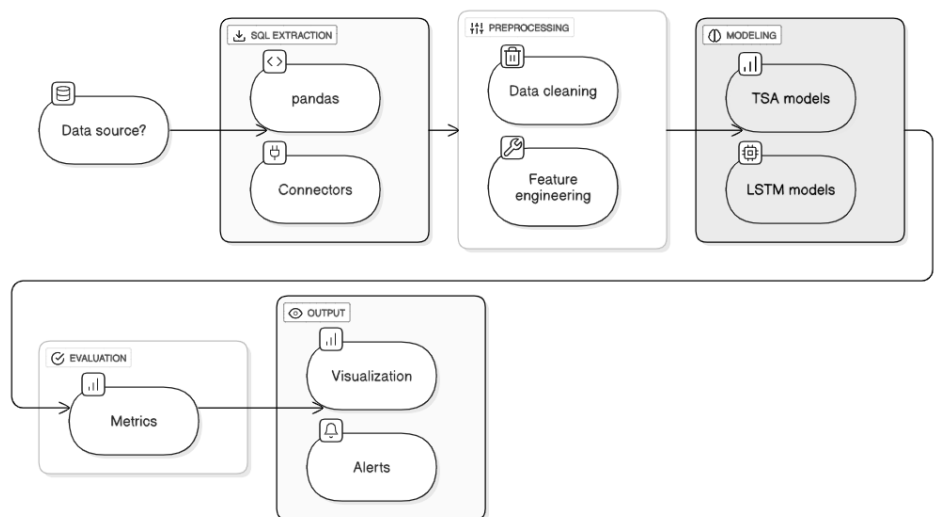 Data source?
SQL EXTRACTION
pandas
Connectors
PREPROCESSING
Data cleaning
Feature
engineering
MODELING
TSA models
LSTM models
EVALUATION
Metrics
OUTPUT
Visualization
Alerts